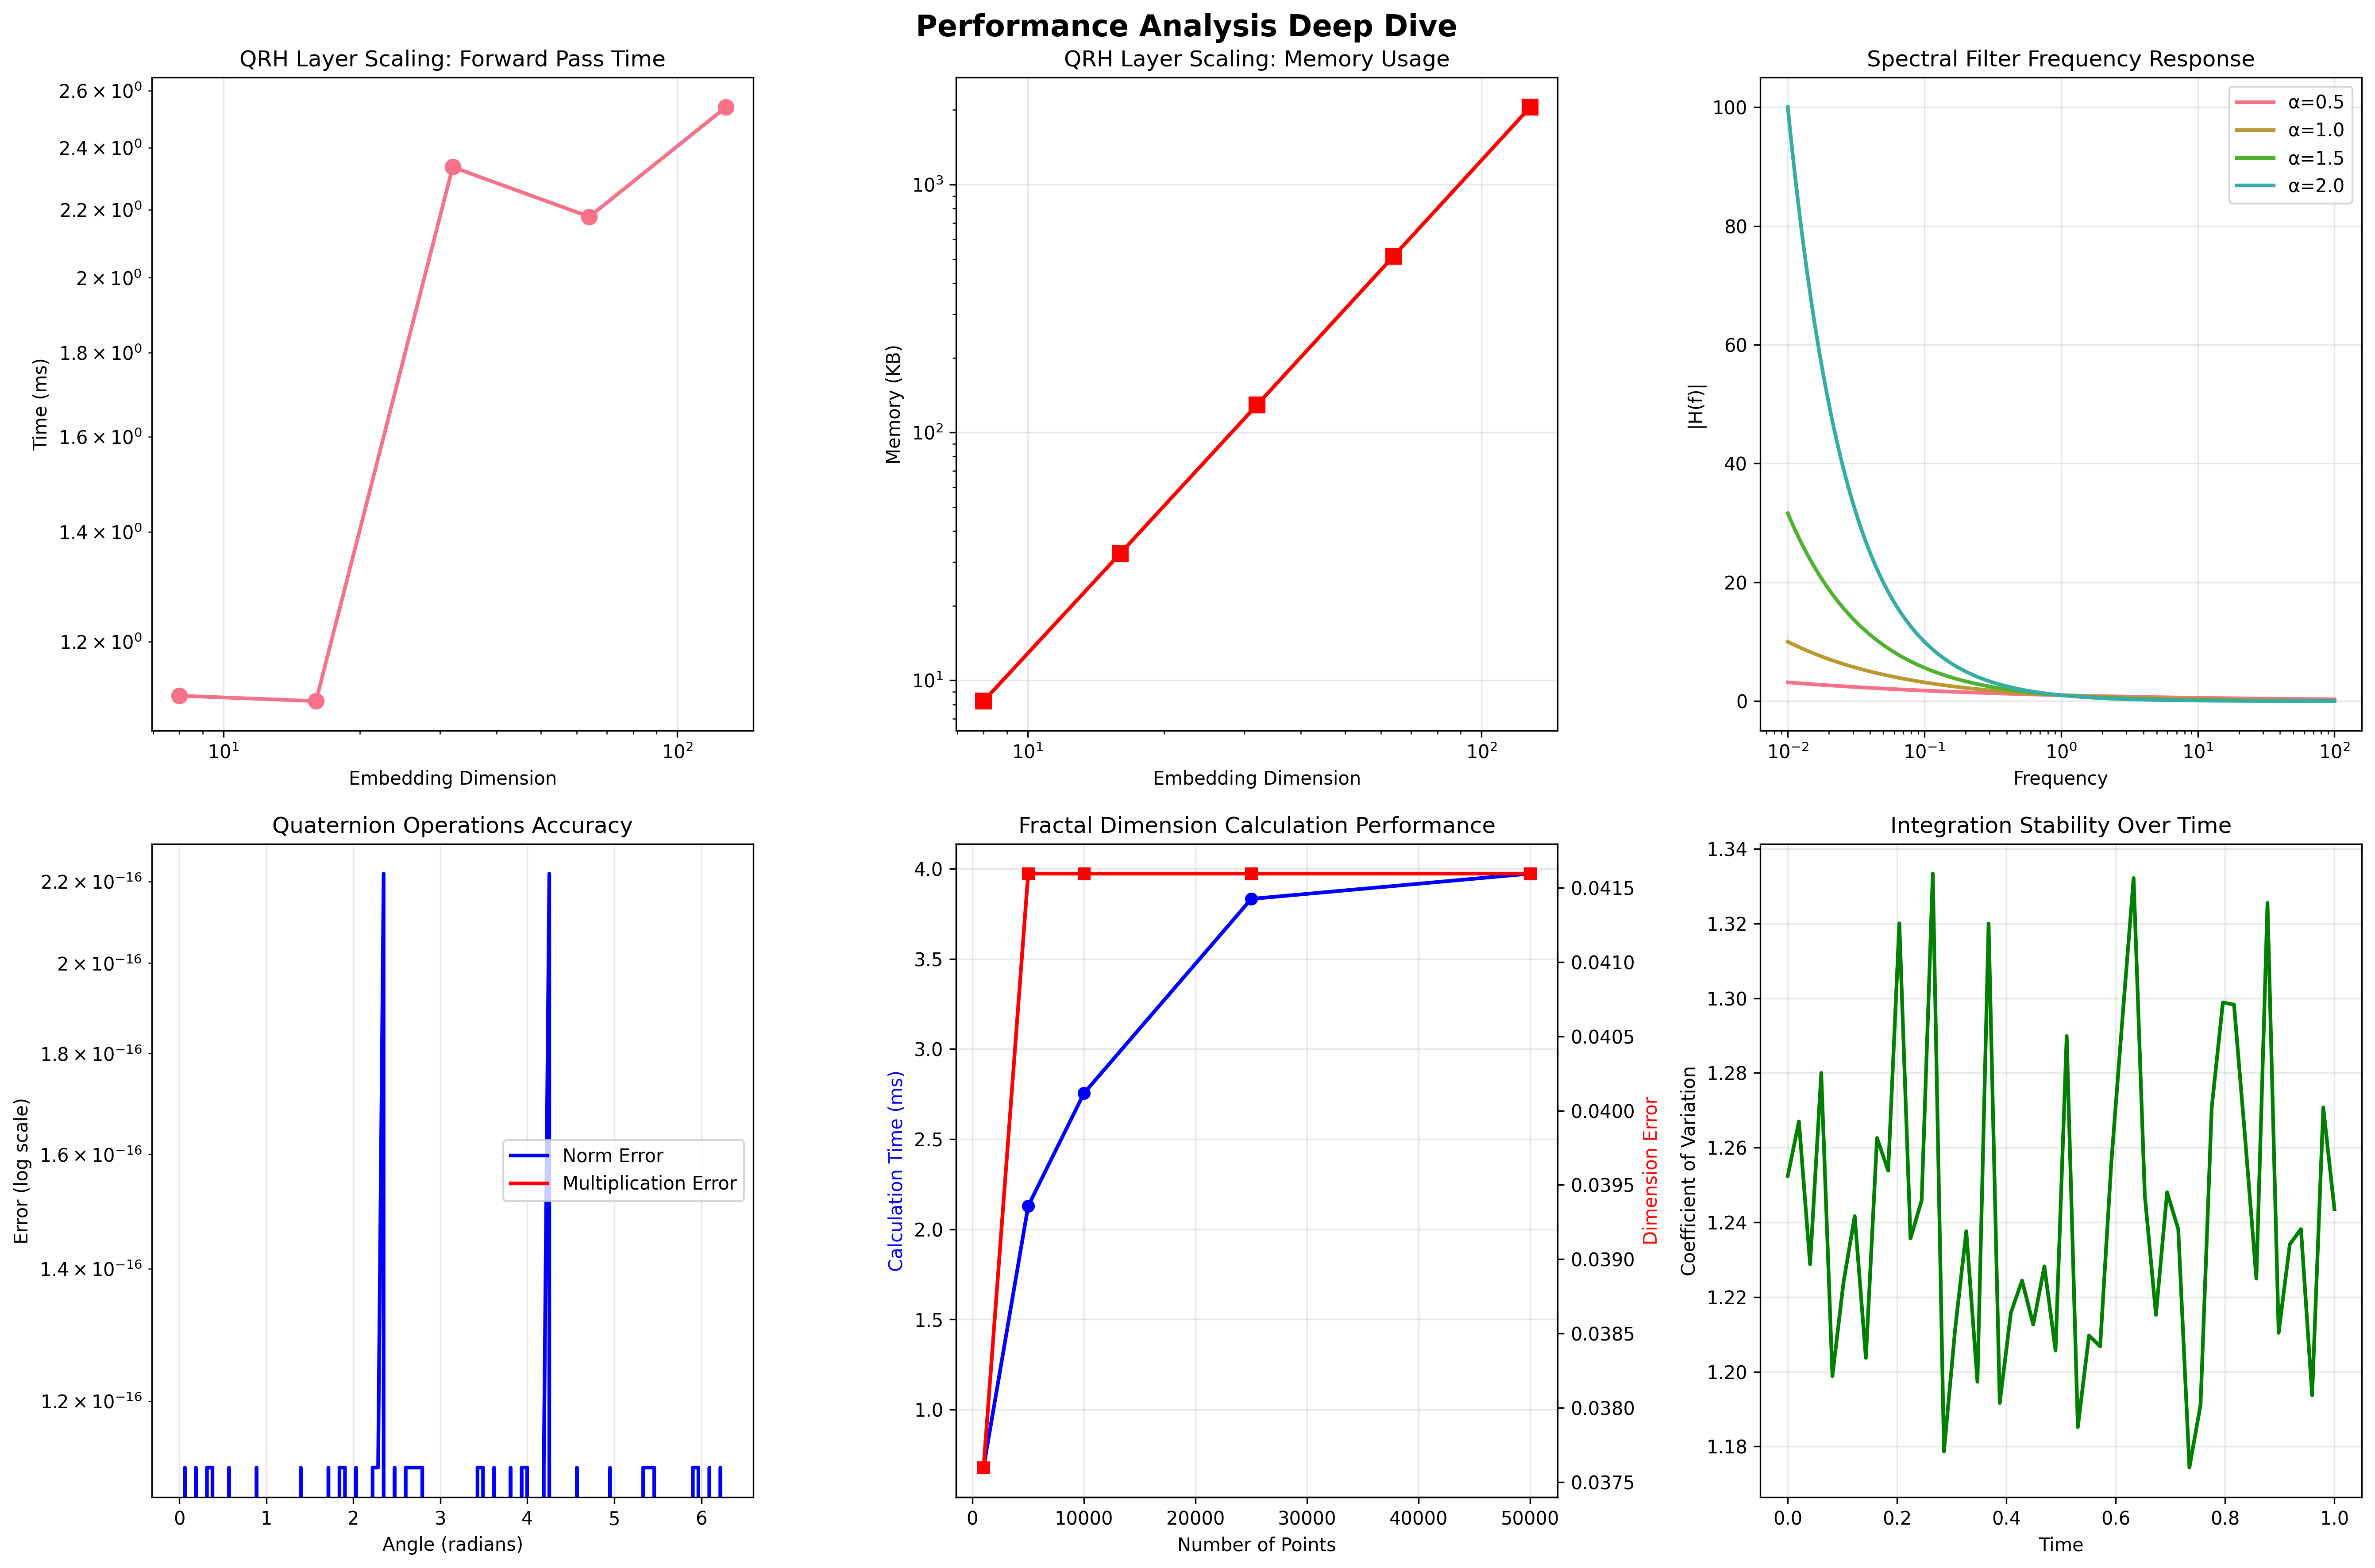 Performance Analysis Deep Dive
QRH Layer Scaling: Forward Pass Time
2.6 × 10⁰
2.4 × 10⁰
2.2 × 10⁰
2 × 10⁰
1.8 × 10⁰
1.6 × 10⁰
1.4 × 10⁰
1.2 × 10⁰
Time (ms)
10¹ 10²
Embedding Dimension
QRH Layer Scaling: Memory Usage
10³
10²
10¹
Memory (KB)
10¹ 10²
Embedding Dimension
Spectral Filter Frequency Response
α=0.5
α=1.0
α=1.5
α=2.0
100
80
60
40
20
0
|H(f)|
10⁻² 10⁻¹ 10⁰ 10¹ 10²
Frequency
Quaternion Operations Accuracy
2.2 × 10⁻¹⁶
2 × 10⁻¹⁶
1.8 × 10⁻¹⁶
1.6 × 10⁻¹⁶
1.4 × 10⁻¹⁶
1.2 × 10⁻¹⁶
Error (log scale)
Norm Error
Multiplication Error
0 1 2 3 4 5 6
Angle (radians)
Fractal Dimension Calculation Performance
4.0
3.5
3.0
2.5
2.0
1.5
1.0
Calculation Time (ms)
0.0415
0.0410
0.0405
0.0400
0.0395
0.0390
0.0385
0.0380
0.0375
Dimension Error
0 10000 20000 30000 40000 50000
Number of Points
Integration Stability Over Time
1.34
1.32
1.30
1.28
1.26
1.24
1.22
1.20
1.18
Coefficient of Variation
0.0 0.2 0.4 0.6 0.8 1.0
Time